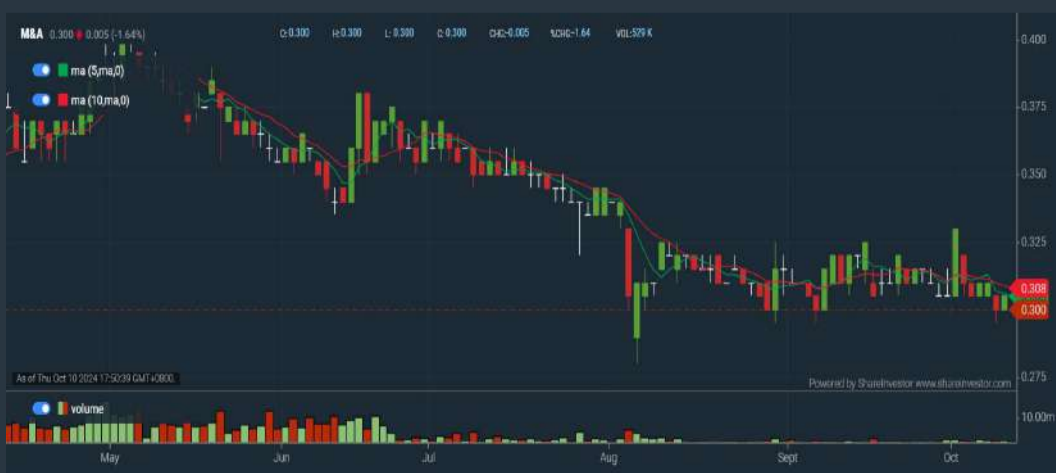 M&A 0.300 0.005 (-1.64%) O:0.300 H:0.300 L: 0.300 C: 0.300 CHG:-0.005 %CHG:-1.64 VOL:529 K
ma (5,ma,0)
ma (10,ma,0)
0.400
0.375
0.350
0.325
0.308
0.300
0.275
As of Thu Oct 10 2024 17:50:39 GMT+0800.
Powered by ShareInvestor www.shareinvestor.com
volume
10.00m
May Jun Jul Aug Sept Oct